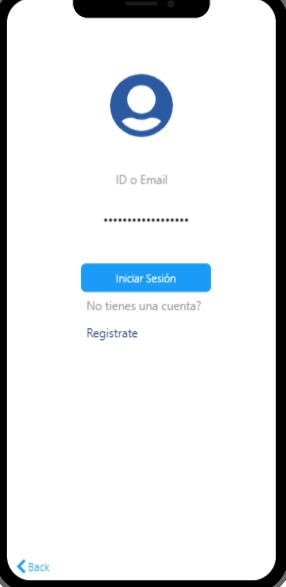 ID o Email
••••••••••••••••••
Iniciar Sesión
No tienes una cuenta?
Registrate
Back